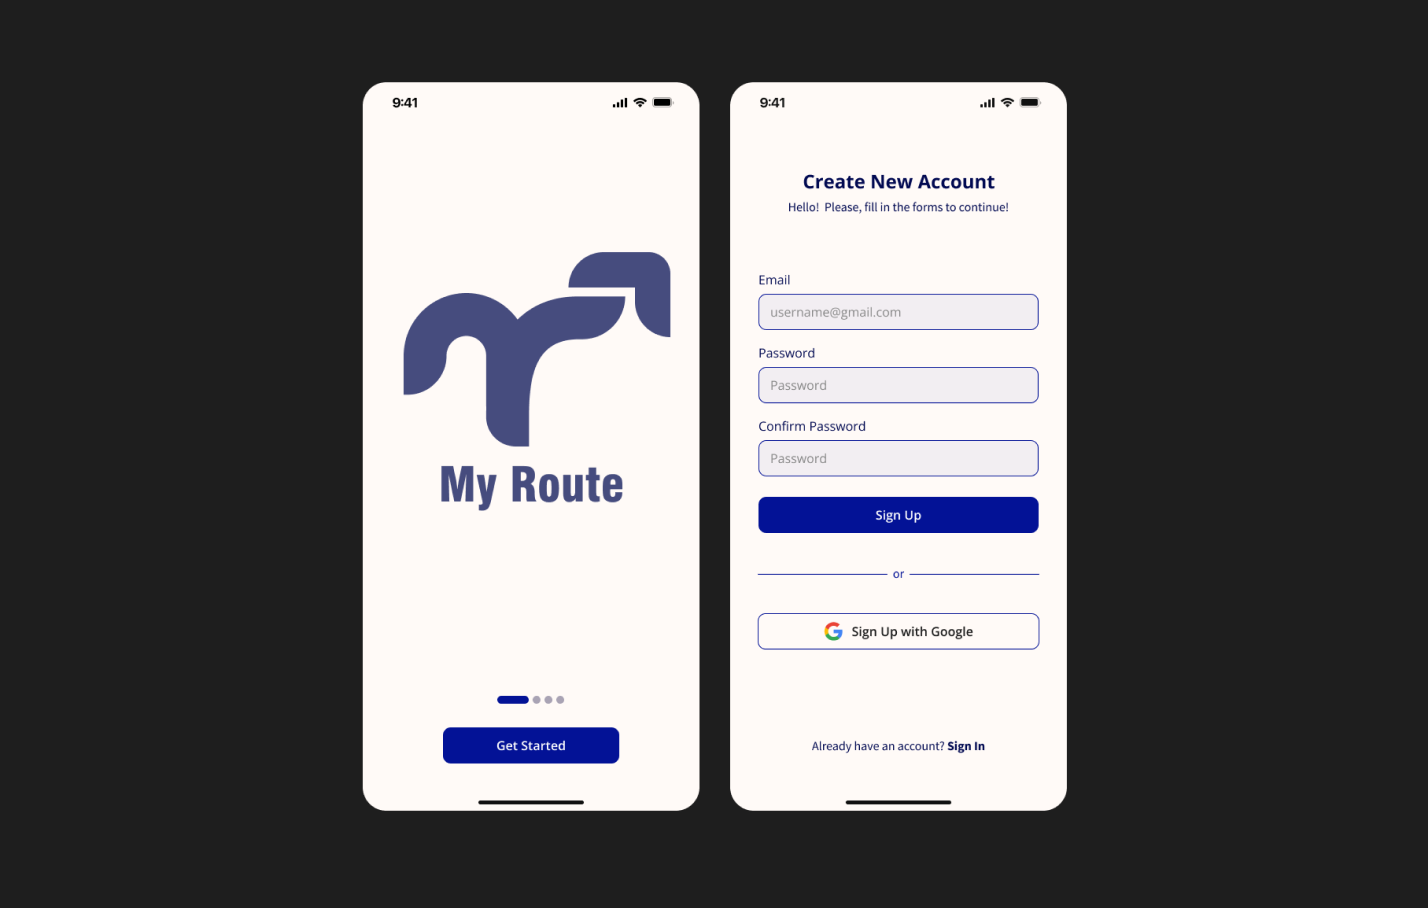 9:41
My Route
Get Started
9:41
Create New Account
Hello! Please, fill in the forms to continue!
Email
username@gmail.com
Password
Password
Confirm Password
Password
Sign Up
or
Sign Up with Google
Already have an account? Sign In